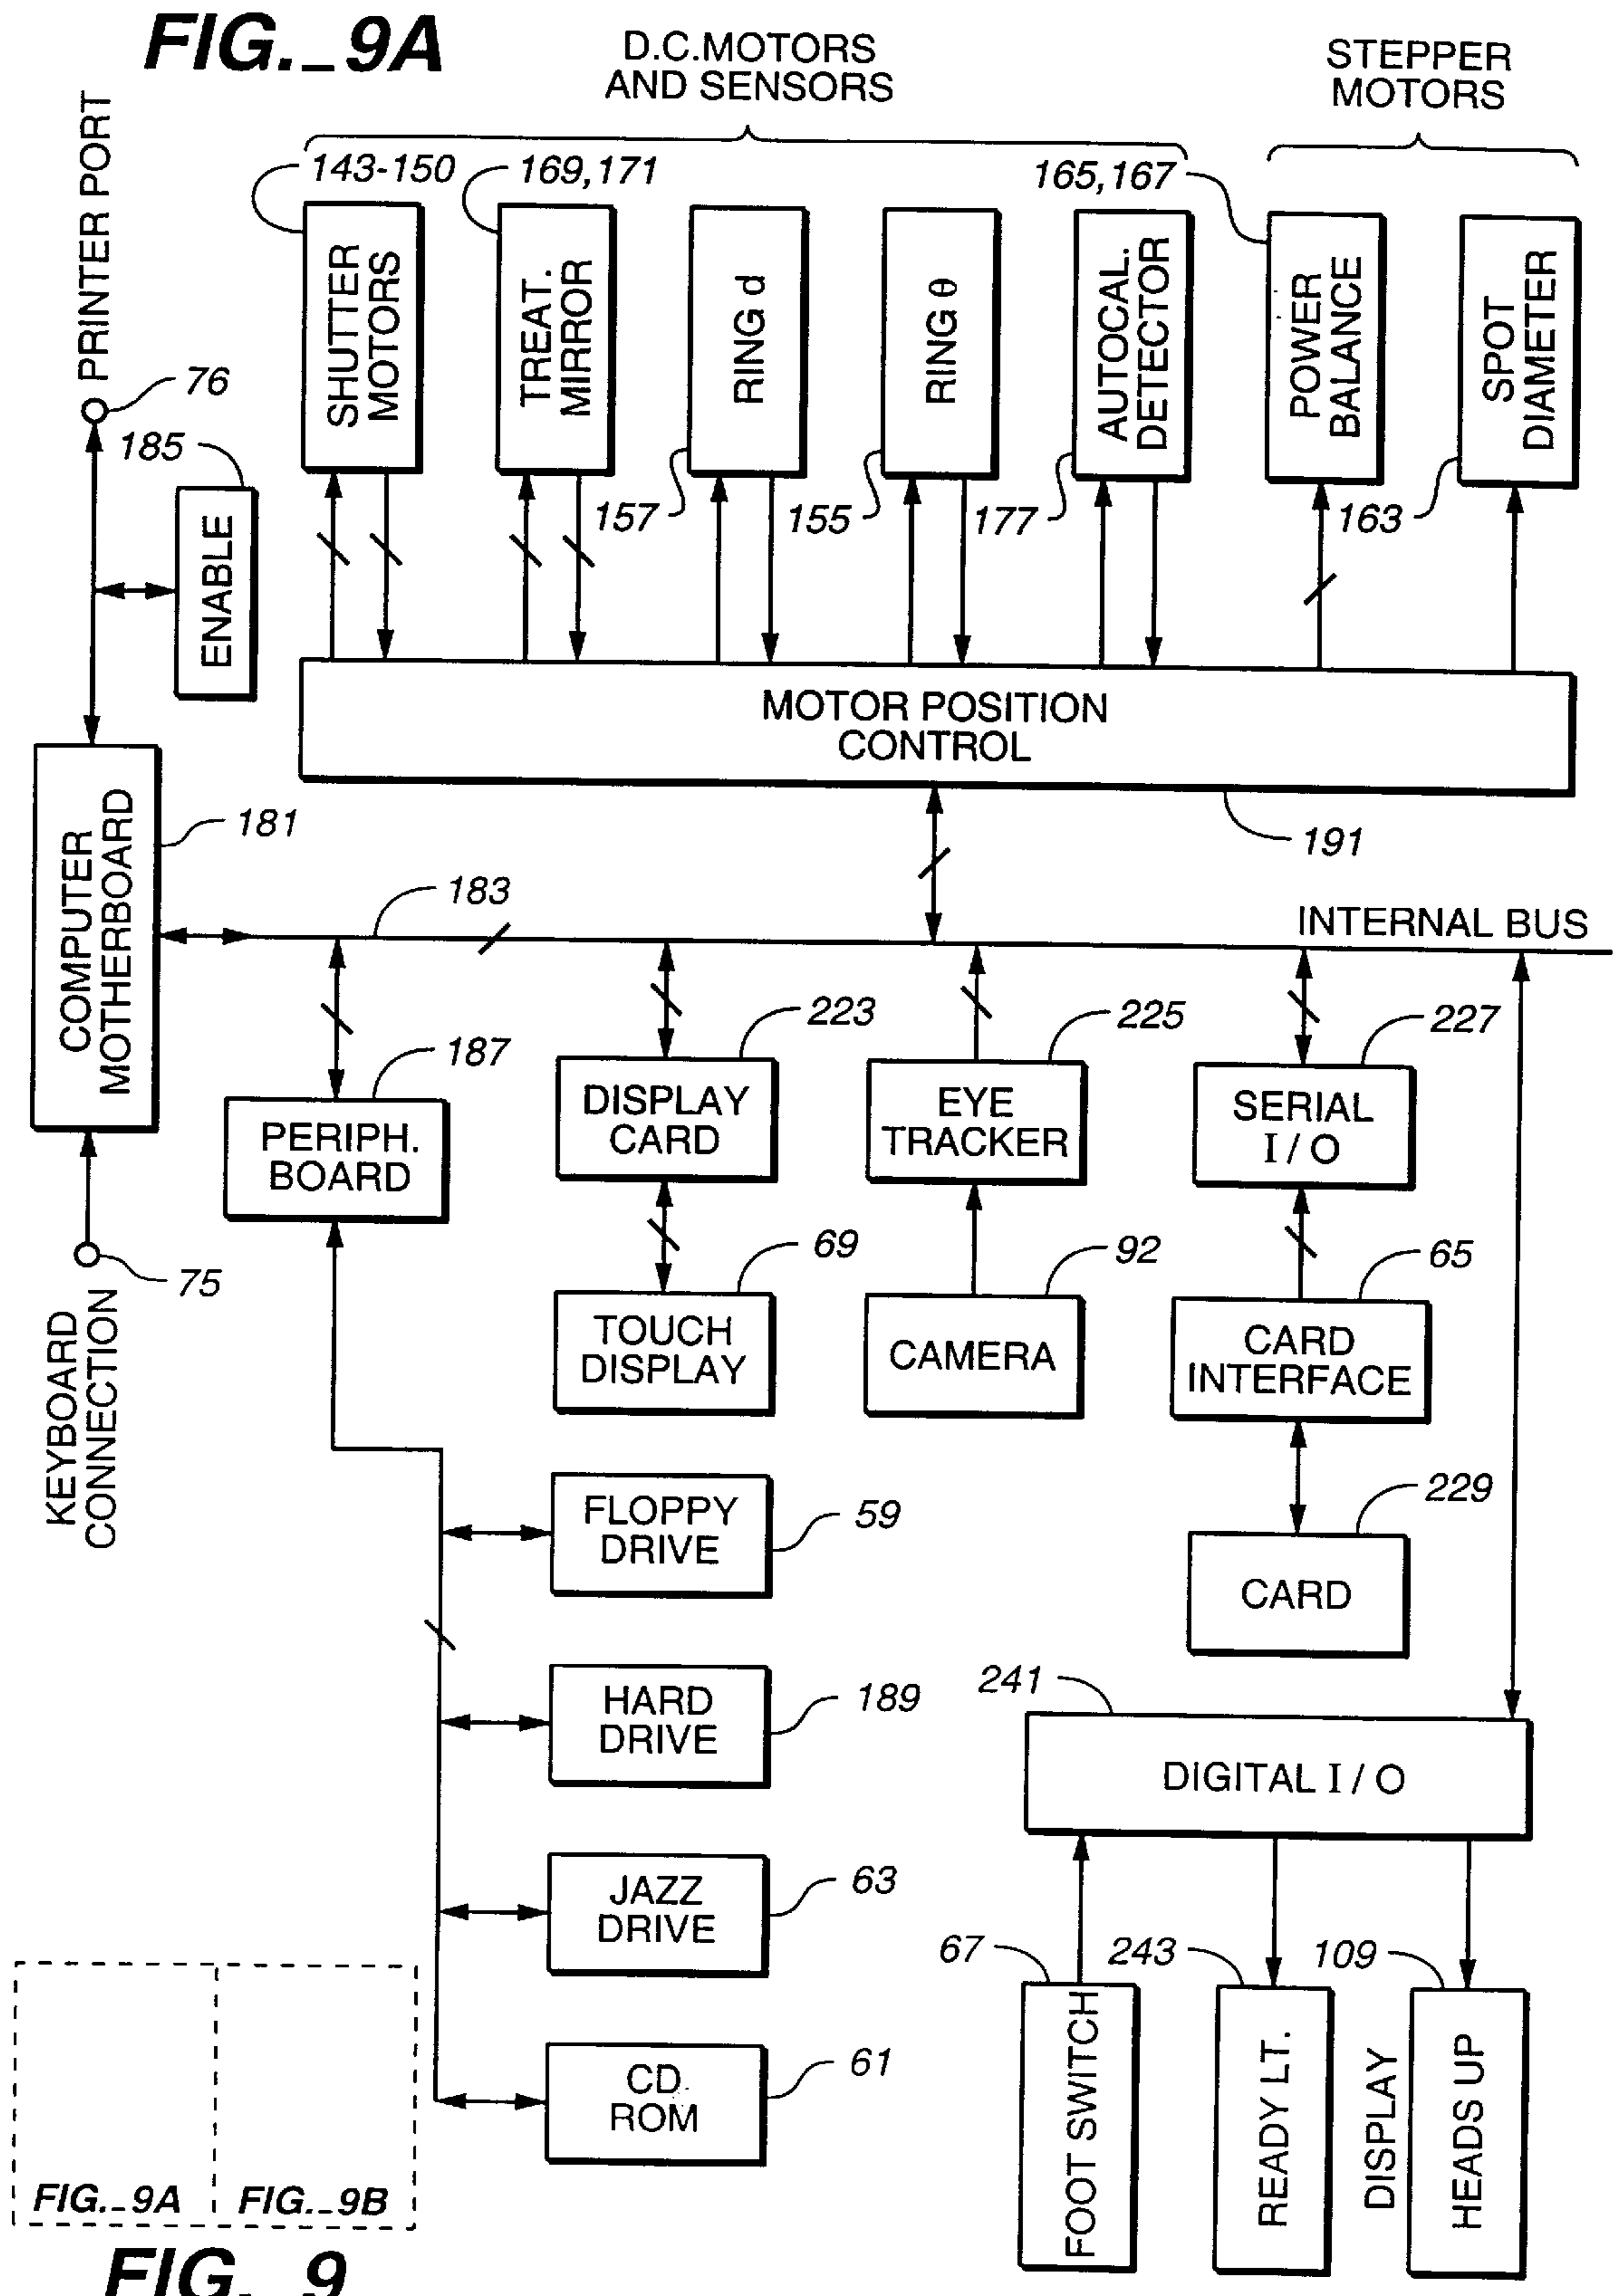 FIG._9A
D.C.MOTORS
AND SENSORS
STEPPER
MOTORS
PRINTER PORT
143-150
169,171
165,167
SHUTTER
MOTORS
TREAT.
MIRROR
RING d
RING θ
AUTOCAL.
DETECTOR
POWER
BALANCE
SPOT
DIAMETER
76
185
157
155
177
163
ENABLE
MOTOR POSITION
CONTROL
181
191
COMPUTER
MOTHERBOARD
183
INTERNAL BUS
223
225
227
187
DISPLAY
CARD
EYE
TRACKER
SERIAL
I/O
PERIPH.
BOARD
75
69
92
65
KEYBOARD
CONNECTION
TOUCH
DISPLAY
CAMERA
CARD
INTERFACE
229
FLOPPY
DRIVE
59
CARD
241
HARD
DRIVE
189
DIGITAL I/O
JAZZ
DRIVE
63
67
243
109
CD
ROM
61
FOOT SWITCH
READY LT.
DISPLAY
HEADS UP
FIG._9A
FIG._9B
FIG._9